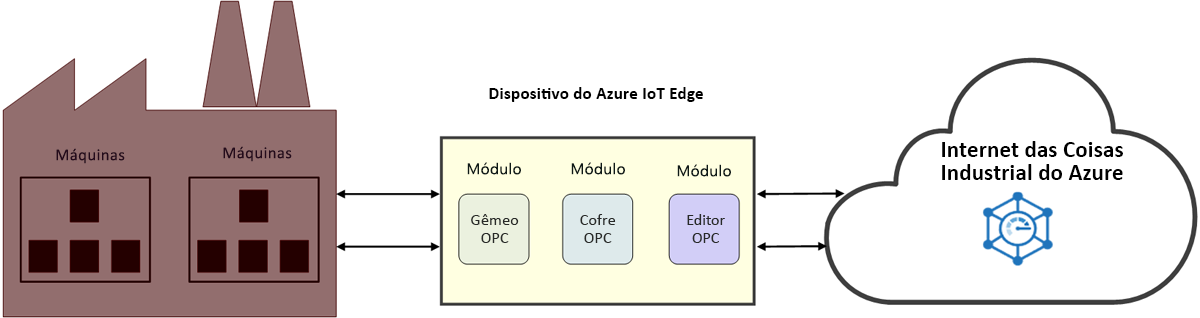 Dispositivo do Azure IoT Edge
Máquinas
Máquinas
Módulo
Módulo
Módulo
Gêmeo
OPC
Cofre
OPC
Editor
OPC
Internet das Coisas
Industrial do Azure